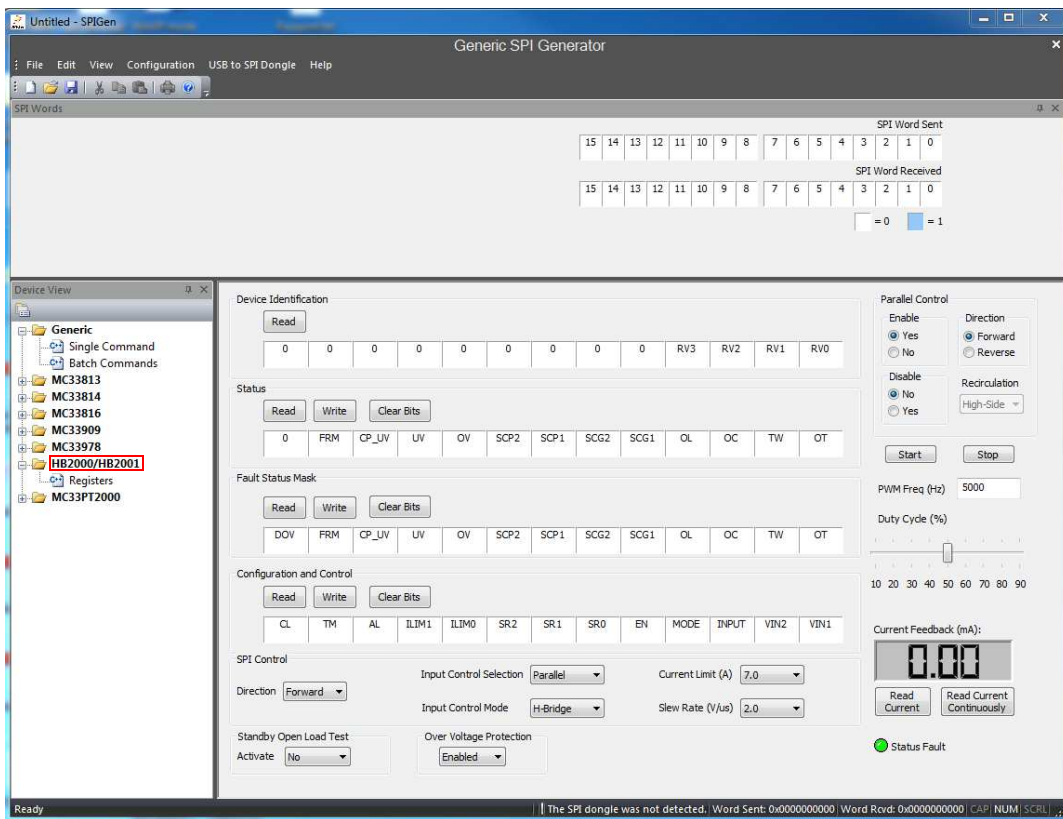 Untitled - SPIGen
Generic SPI Generator
File Edit View Configuration USB to SPI Dongle Help
SPI Words
SPI Word Sent
15 14 13 12 11 10 9 8 7 6 5 4 3 2 1 0
SPI Word Received
15 14 13 12 11 10 9 8 7 6 5 4 3 2 1 0
= 0 = 1
Device View
Generic
Single Command
Batch Commands
MC33813
MC33814
MC33816
MC33909
MC33978
HB2000/HB2001
Registers
MC33PT2000
Device Identification
Read
0 0 0 0 0 0 0 0 0 RV3 RV2 RV1 RV0
Status
Read Write Clear Bits
0 FRM CP_UV UV OV SCP2 SCP1 SCG2 SCG1 OL OC TW OT
Fault Status Mask
Read Write Clear Bits
DOV FRM CP_UV UV OV SCP2 SCP1 SCG2 SCG1 OL OC TW OT
Configuration and Control
Read Write Clear Bits
CL TM AL ILIM1 ILIM0 SR2 SR1 SR0 EN MODE INPUT VIN2 VIN1
SPI Control
Direction Forward
Input Control Selection Parallel
Current Limit (A) 7.0
Input Control Mode H-Bridge
Slew Rate (V/us) 2.0
Standby Open Load Test
Activate No
Over Voltage Protection
Enabled
Parallel Control
Enable
Yes
No
Direction
Forward
Reverse
Disable
No
Yes
Recirculation
High-Side
Start Stop
PWM Freq (Hz) 5000
Duty Cycle (%)
10 20 30 40 50 60 70 80 90
Current Feedback (mA):
0.00
Read Current
Read Current Continuously
Status Fault
Ready
The SPI dongle was not detected. Word Sent: 0x0000000000 Word Rcvd: 0x0000000000 CAP NUM SCRL